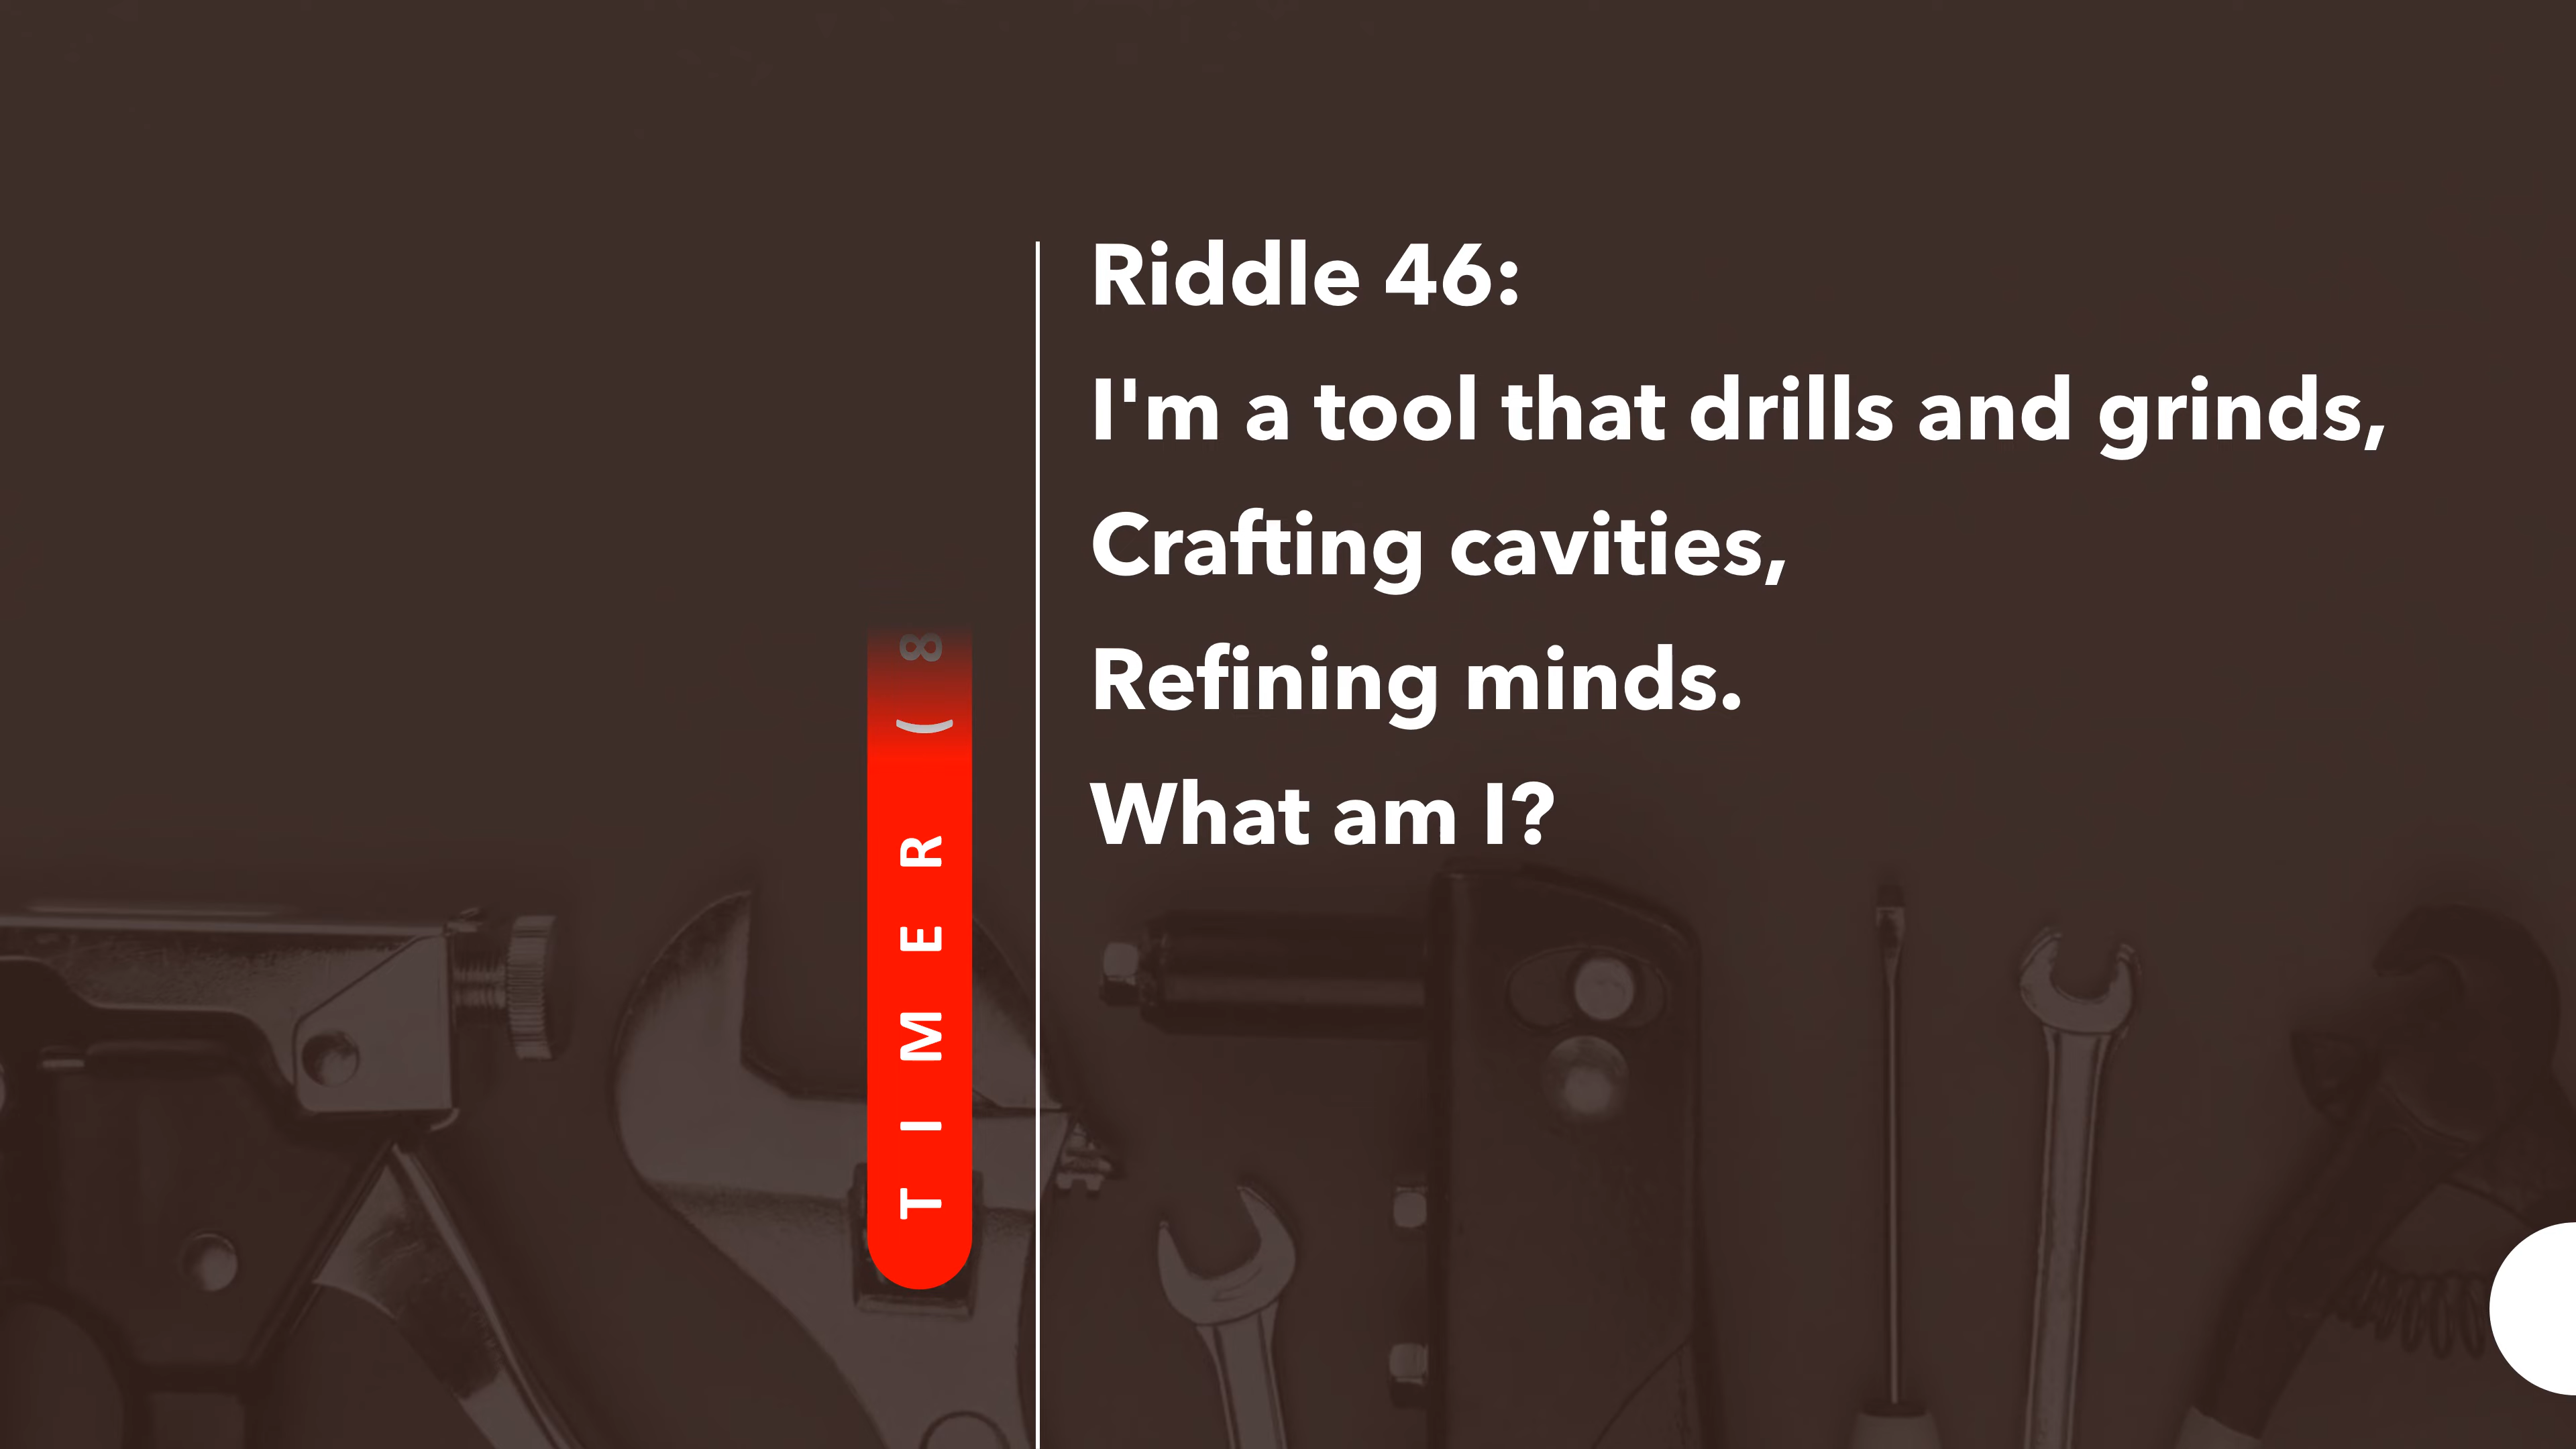 Riddle 46:
I'm a tool that drills and grinds,
Crafting cavities,
Refining minds.
What am I?
TIMER ( 8